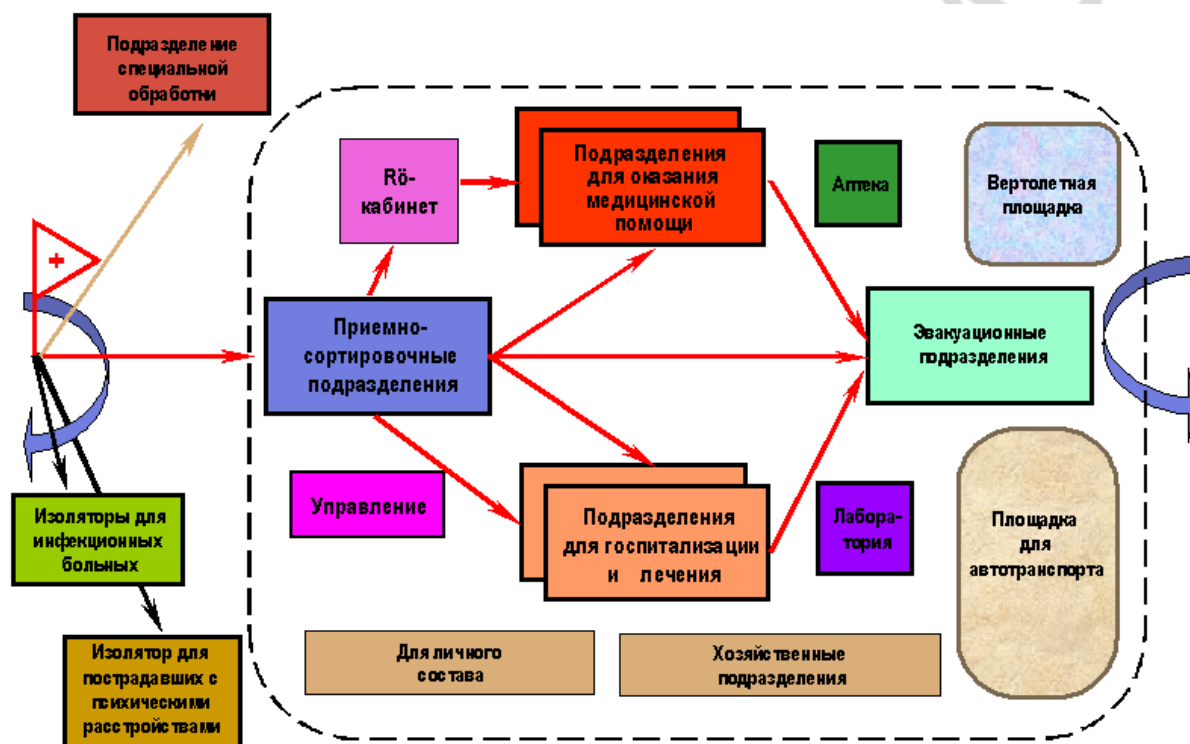 Подразделение
специальной
обработки
Rö-
кабинет
Подразделения
для оказания
медицинской
помощи
Аптека
Вертолетная
площадка
+
Приемно-
сортировочные
подразделения
Эвакуационные
подразделения
Управление
Изоляторы для
инфекционных
больных
Подразделения
для госпитализации
и лечения
Лабора-
тория
Площадка
для
автотранспорта
Изолятор для
пострадавших с
психическими
расстройствами
Для личного
состава
Хозяйственные
подразделения